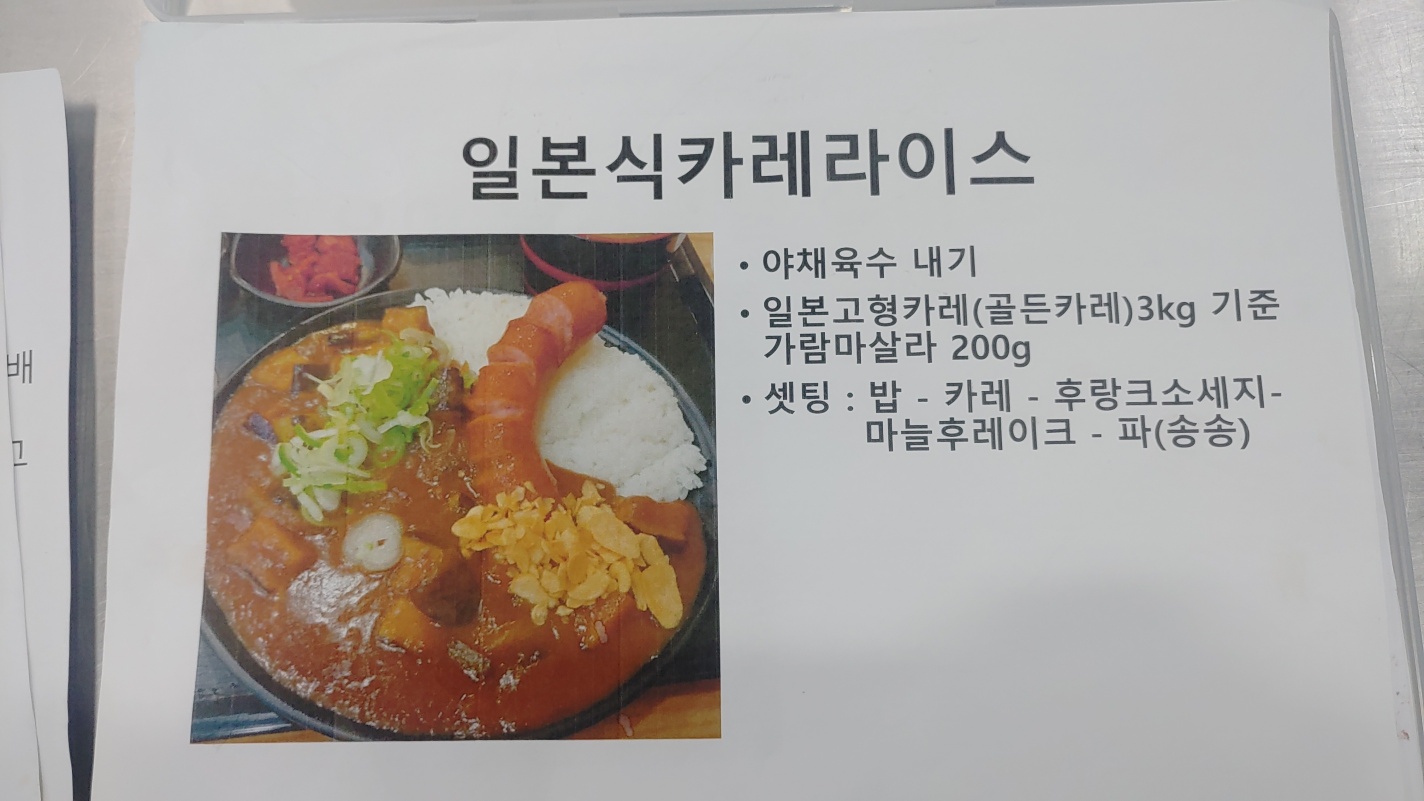 일본식카레라이스
• 야채육수 내기
• 일본고형카레(골든카레)3kg 기준
가람마살라 200g
• 셋팅 : 밥 - 카레 - 후랑크소세지-
마늘후레이크 - 파(송송)
배
고